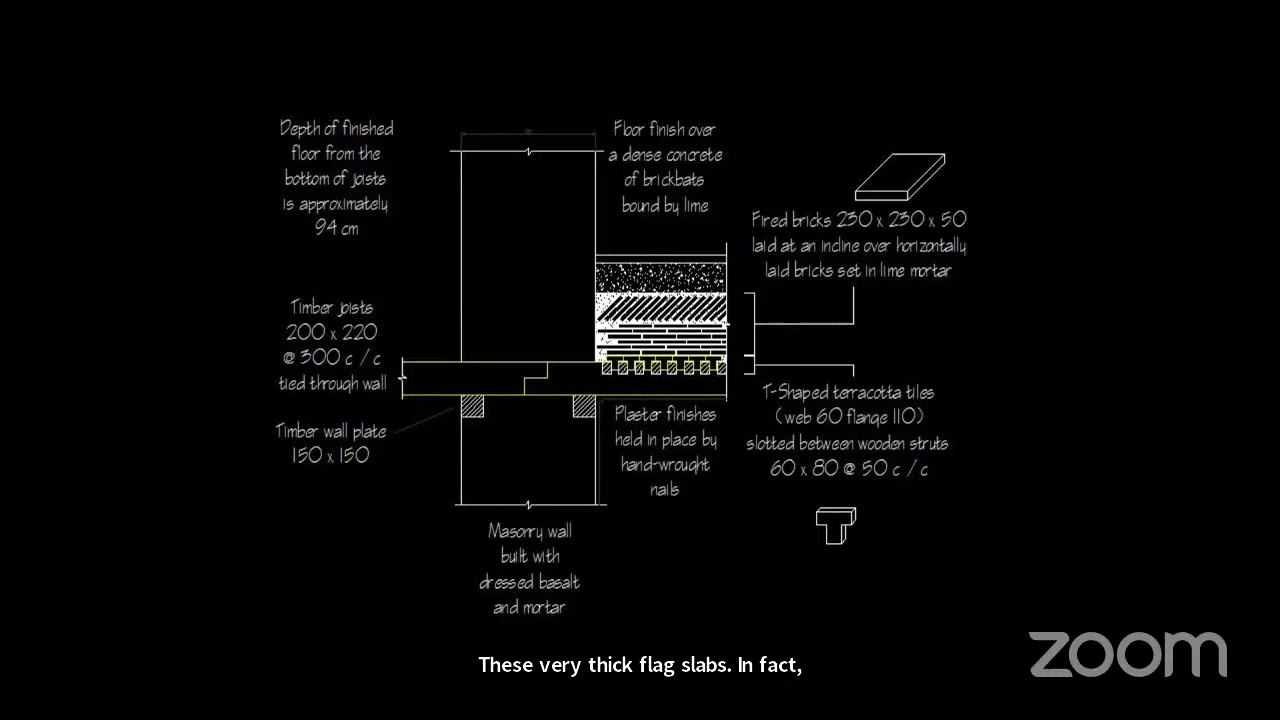 Depth of finished
floor from the
bottom of joists
is approximately
94 cm
Floor finish over
a dense concrete
of brickbats
bound by lime
Fired bricks 230 x 230 x 50
laid at an incline over horizontally
laid bricks set in lime mortar
Timber joists
200 x 220
@ 300 c / c
tied through wall
Timber wall plate
150 x 150
Plaster finishes
held in place by
hand-wrought
nails
T-Shaped terracotta tiles
(web 60 flange 110)
slotted between wooden struts
60 x 80 @ 50 c / c
Masonry wall
built with
dressed basalt
and mortar
These very thick flag slabs. In fact,
zoom